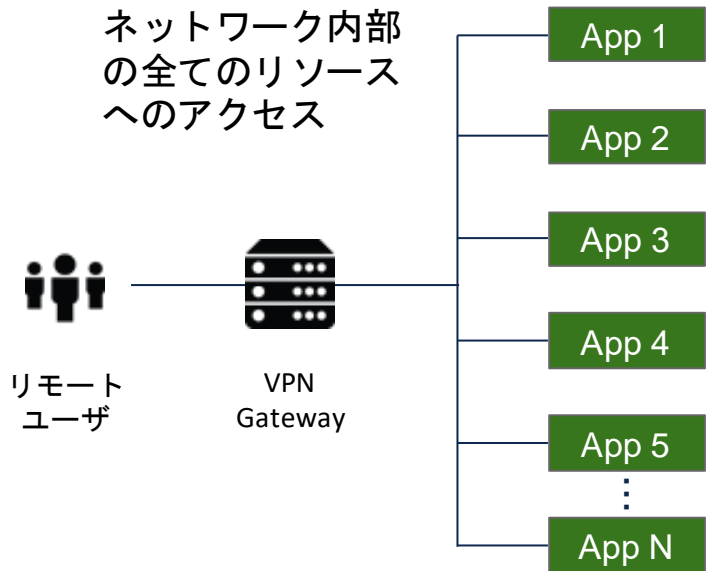 ネットワーク内部
の全てのリソース
へのアクセス
App 1
App 2
App 3
App 4
App 5
App N
リモート
ユーザ
VPN
Gateway